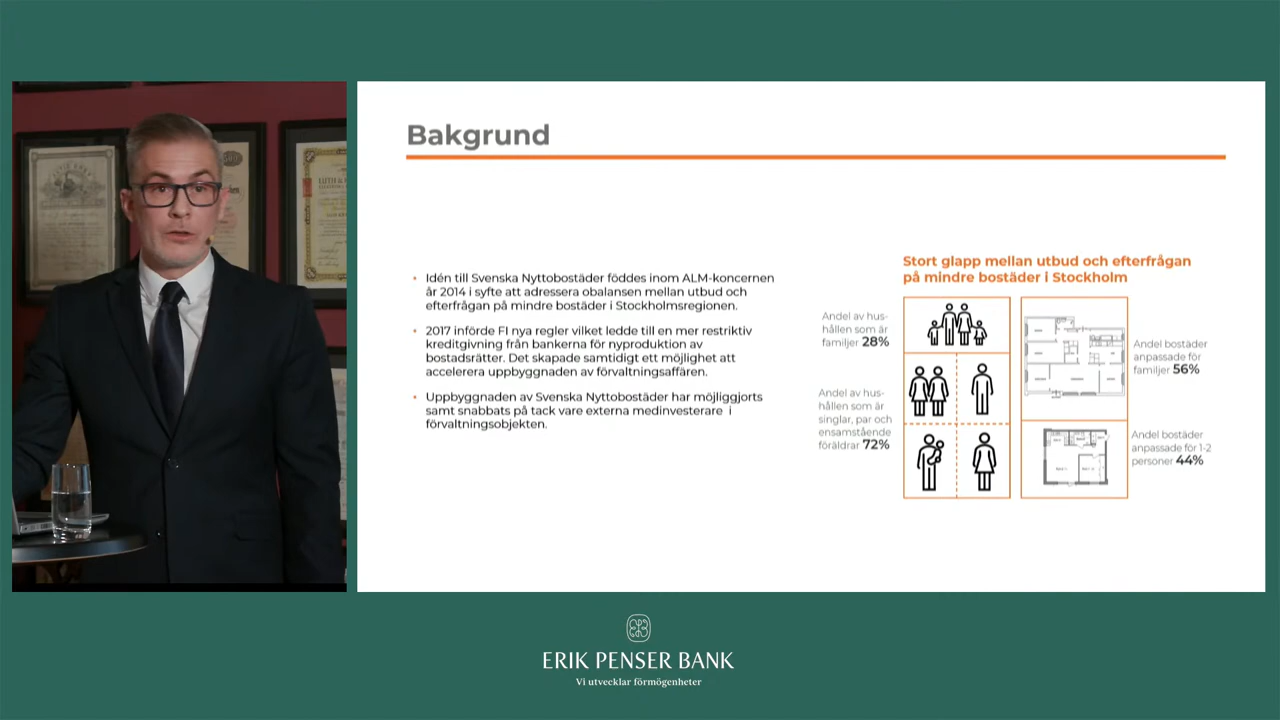 Bakgrund
• Idén till Svenska Nyttobostäder föddes inom ALM-koncernen
år 2014 i syfte att adressera obalansen mellan utbud och
efterfrågan på mindre bostäder i Stockholmsregionen.
• 2017 införde FI nya regler vilket ledde till en mer restriktiv
kreditgivning från bankerna för nyproduktion av
bostadsrätter. Det skapade samtidigt ett möjlighet att
accelerera uppbyggnaden av förvaltningsaffären.
• Uppbyggnaden av Svenska Nyttobostäder har möjliggjorts
samt snabbats på tack vare externa medinvesterare i
förvaltningsobjekten.
Stort glapp mellan utbud och efterfrågan
på mindre bostäder i Stockholm
Andel av hus-
hållen som är
familjer 28%
Andel av hus-
hållen som är
singlar, par och
ensamstående
föräldrar 72%
Andel bostäder
anpassade för
familjer 56%
Andel bostäder
anpassade för 1-2
personer 44%
ERIK PENSER BANK
Vi utvecklar förmögenheter